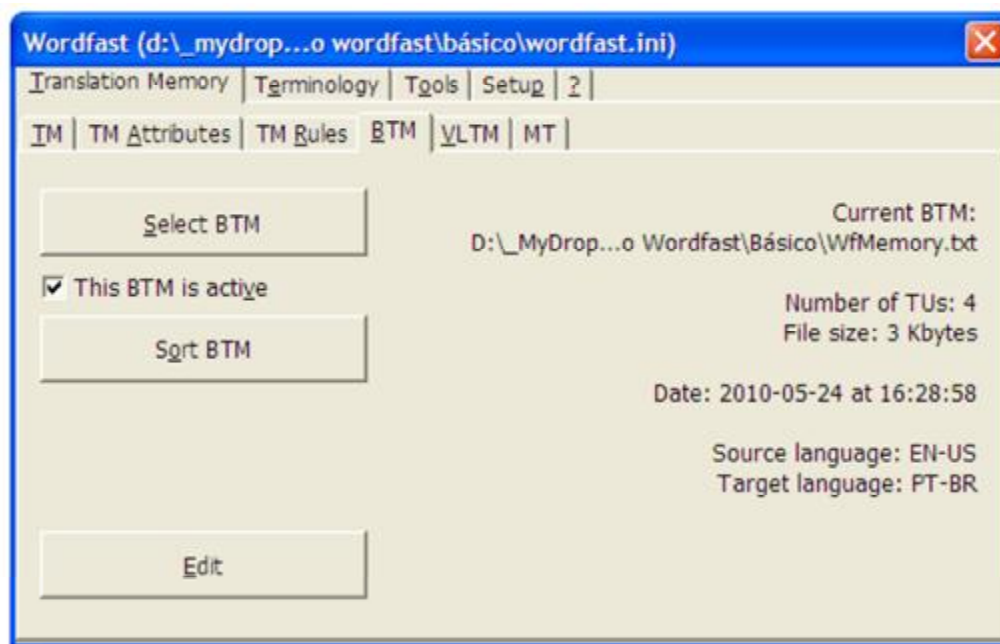 Wordfast (d:\_mydrop...o wordfast\básico\wordfast.ini)
Translation Memory Terminology Tools Setup ?
TM TM Attributes TM Rules BTM VLTM MT
Select BTM
Current BTM:
D:\_MyDrop...o Wordfast\Básico\WfMemory.txt
This BTM is active
Number of TUs: 4
File size: 3 Kbytes
Sort BTM
Date: 2010-05-24 at 16:28:58
Source language: EN-US
Target language: PT-BR
Edit